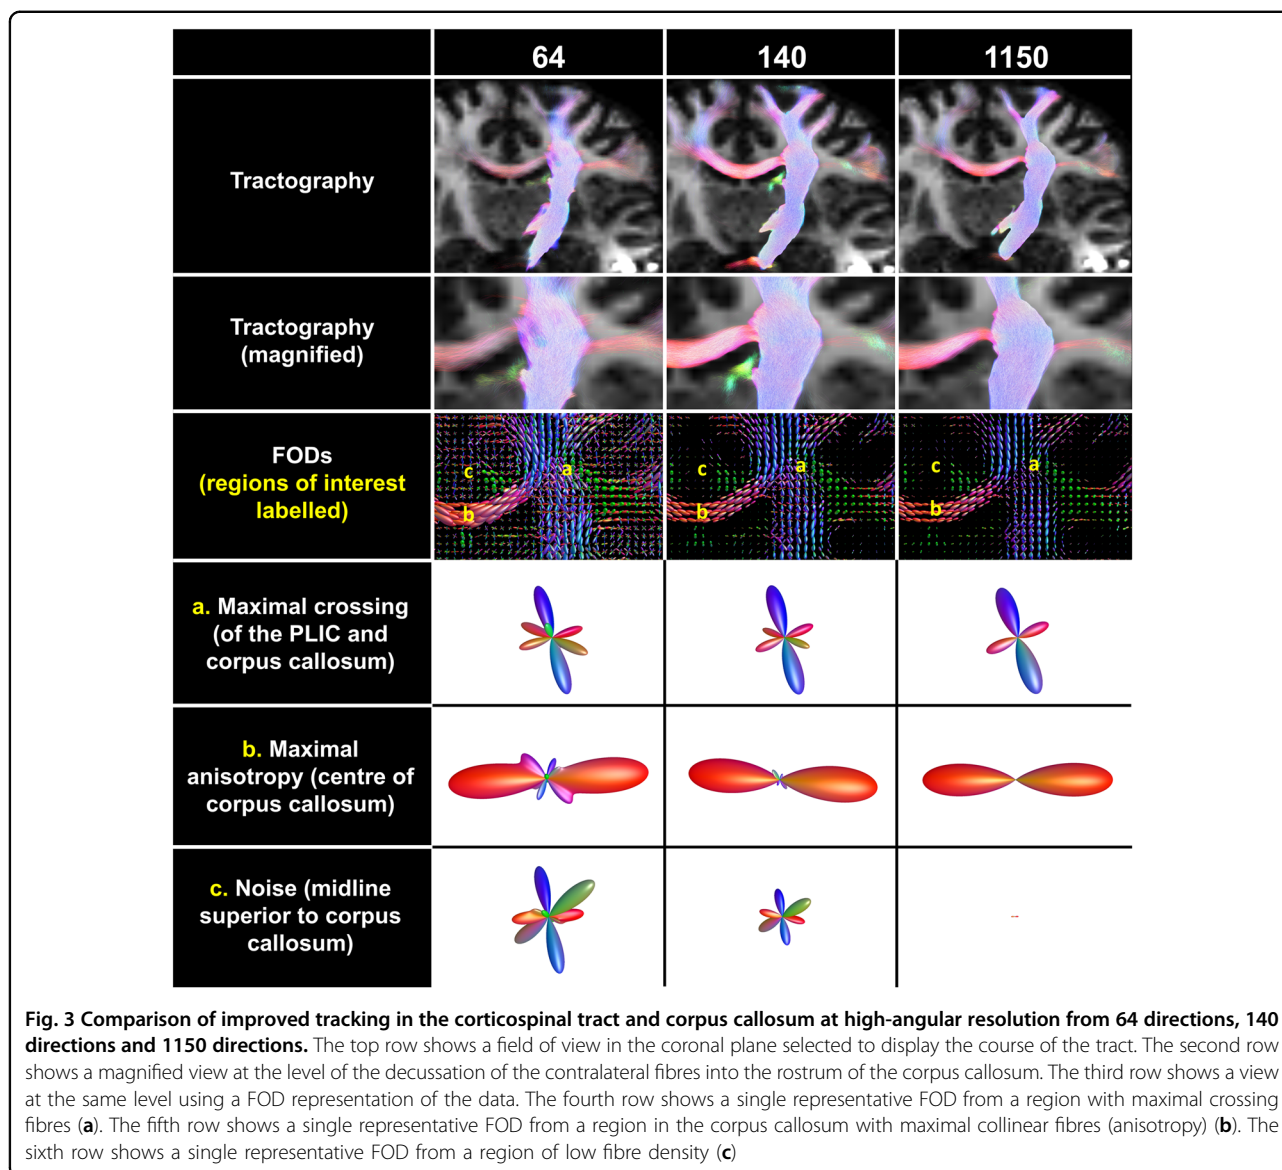 64 140 1150
Tractography
Tractography
(magnified)
FODs
(regions of interest
labelled)
c a b
c a b
c a b
a. Maximal crossing
(of the PLIC and
corpus callosum)
b. Maximal
anisotropy (centre of
corpus callosum)
c. Noise (midline
superior to corpus
callosum)
Fig. 3 Comparison of improved tracking in the corticospinal tract and corpus callosum at high-angular resolution from 64 directions, 140
directions and 1150 directions. The top row shows a field of view in the coronal plane selected to display the course of the tract. The second row
shows a magnified view at the level of the decussation of the contralateral fibres into the rostrum of the corpus callosum. The third row shows a view
at the same level using a FOD representation of the data. The fourth row shows a single representative FOD from a region with maximal crossing
fibres (a). The fifth row shows a single representative FOD from a region in the corpus callosum with maximal collinear fibres (anisotropy) (b). The
sixth row shows a single representative FOD from a region of low fibre density (c)